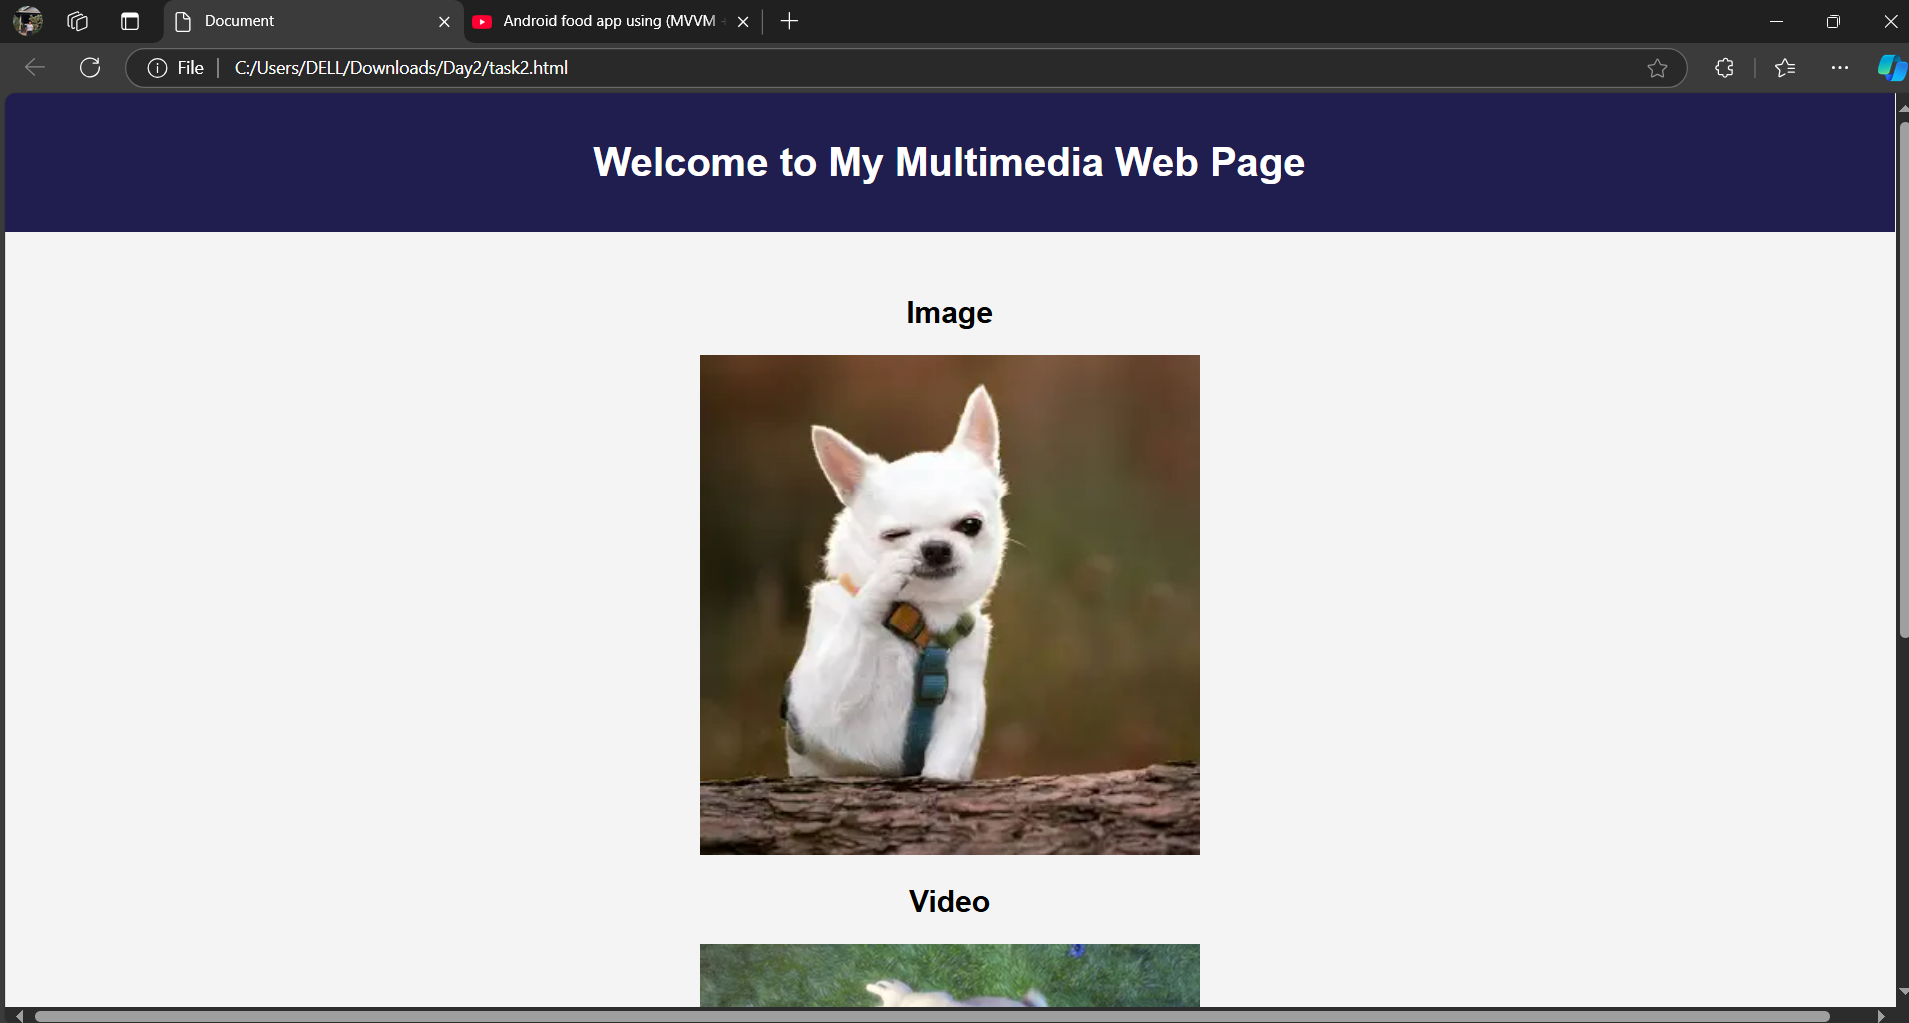 Document
Android food app using (MVVM
File
C:/Users/DELL/Downloads/Day2/task2.html
Welcome to My Multimedia Web Page
Image
Video